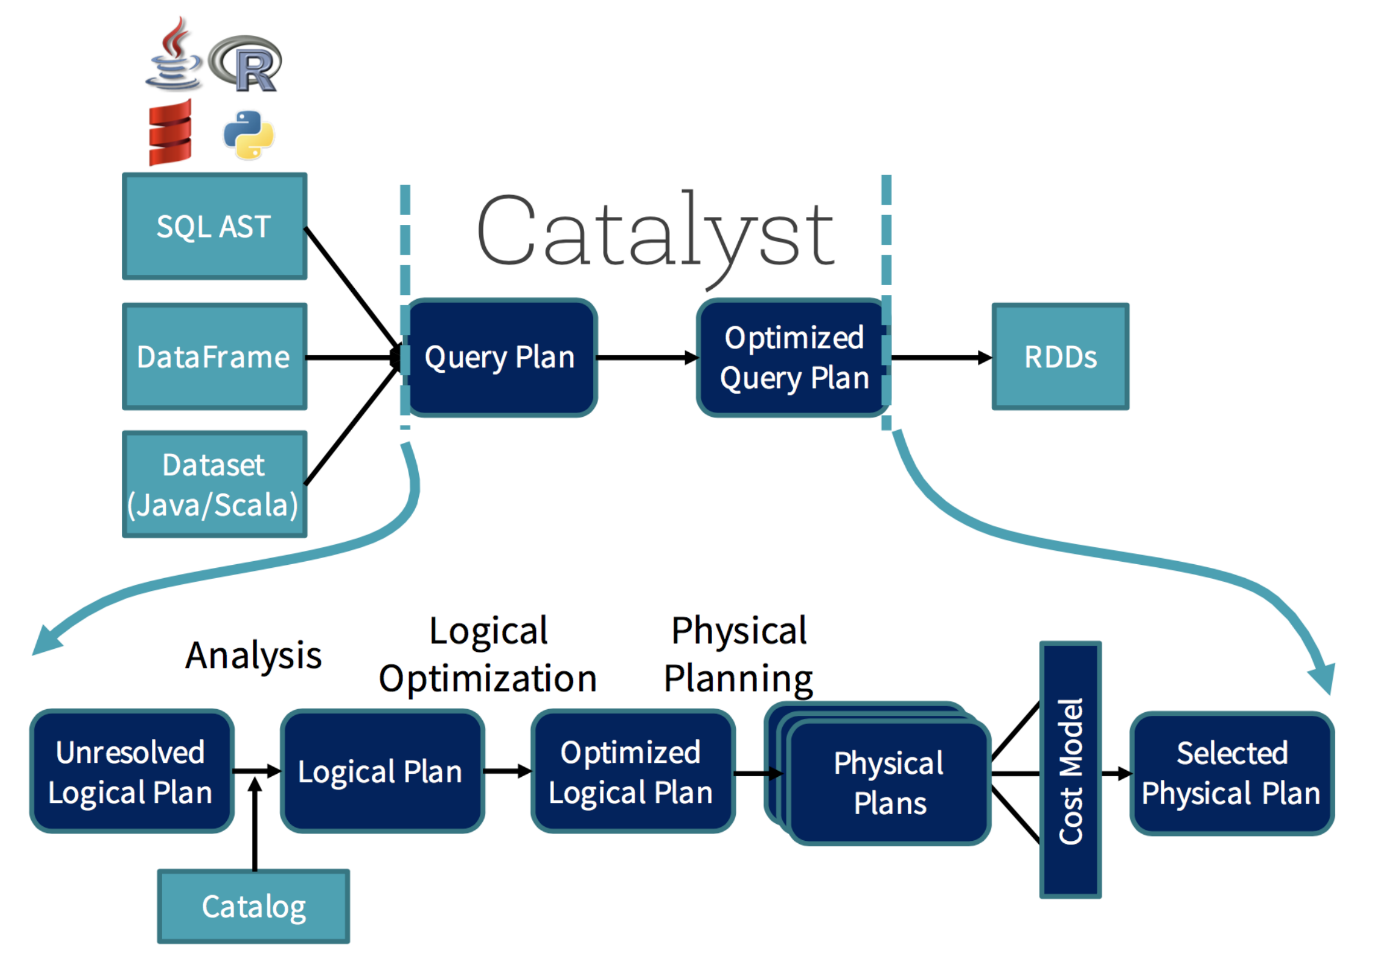 R
SQL AST
Catalyst
DataFrame
Query Plan
Optimized
Query Plan
RDDs
Dataset
(Java/Scala)
Analysis
Logical
Optimization
Physical
Planning
Unresolved
Logical Plan
Logical Plan
Optimized
Logical Plan
Physical
Plans
Cost Model
Selected
Physical Plan
Catalog